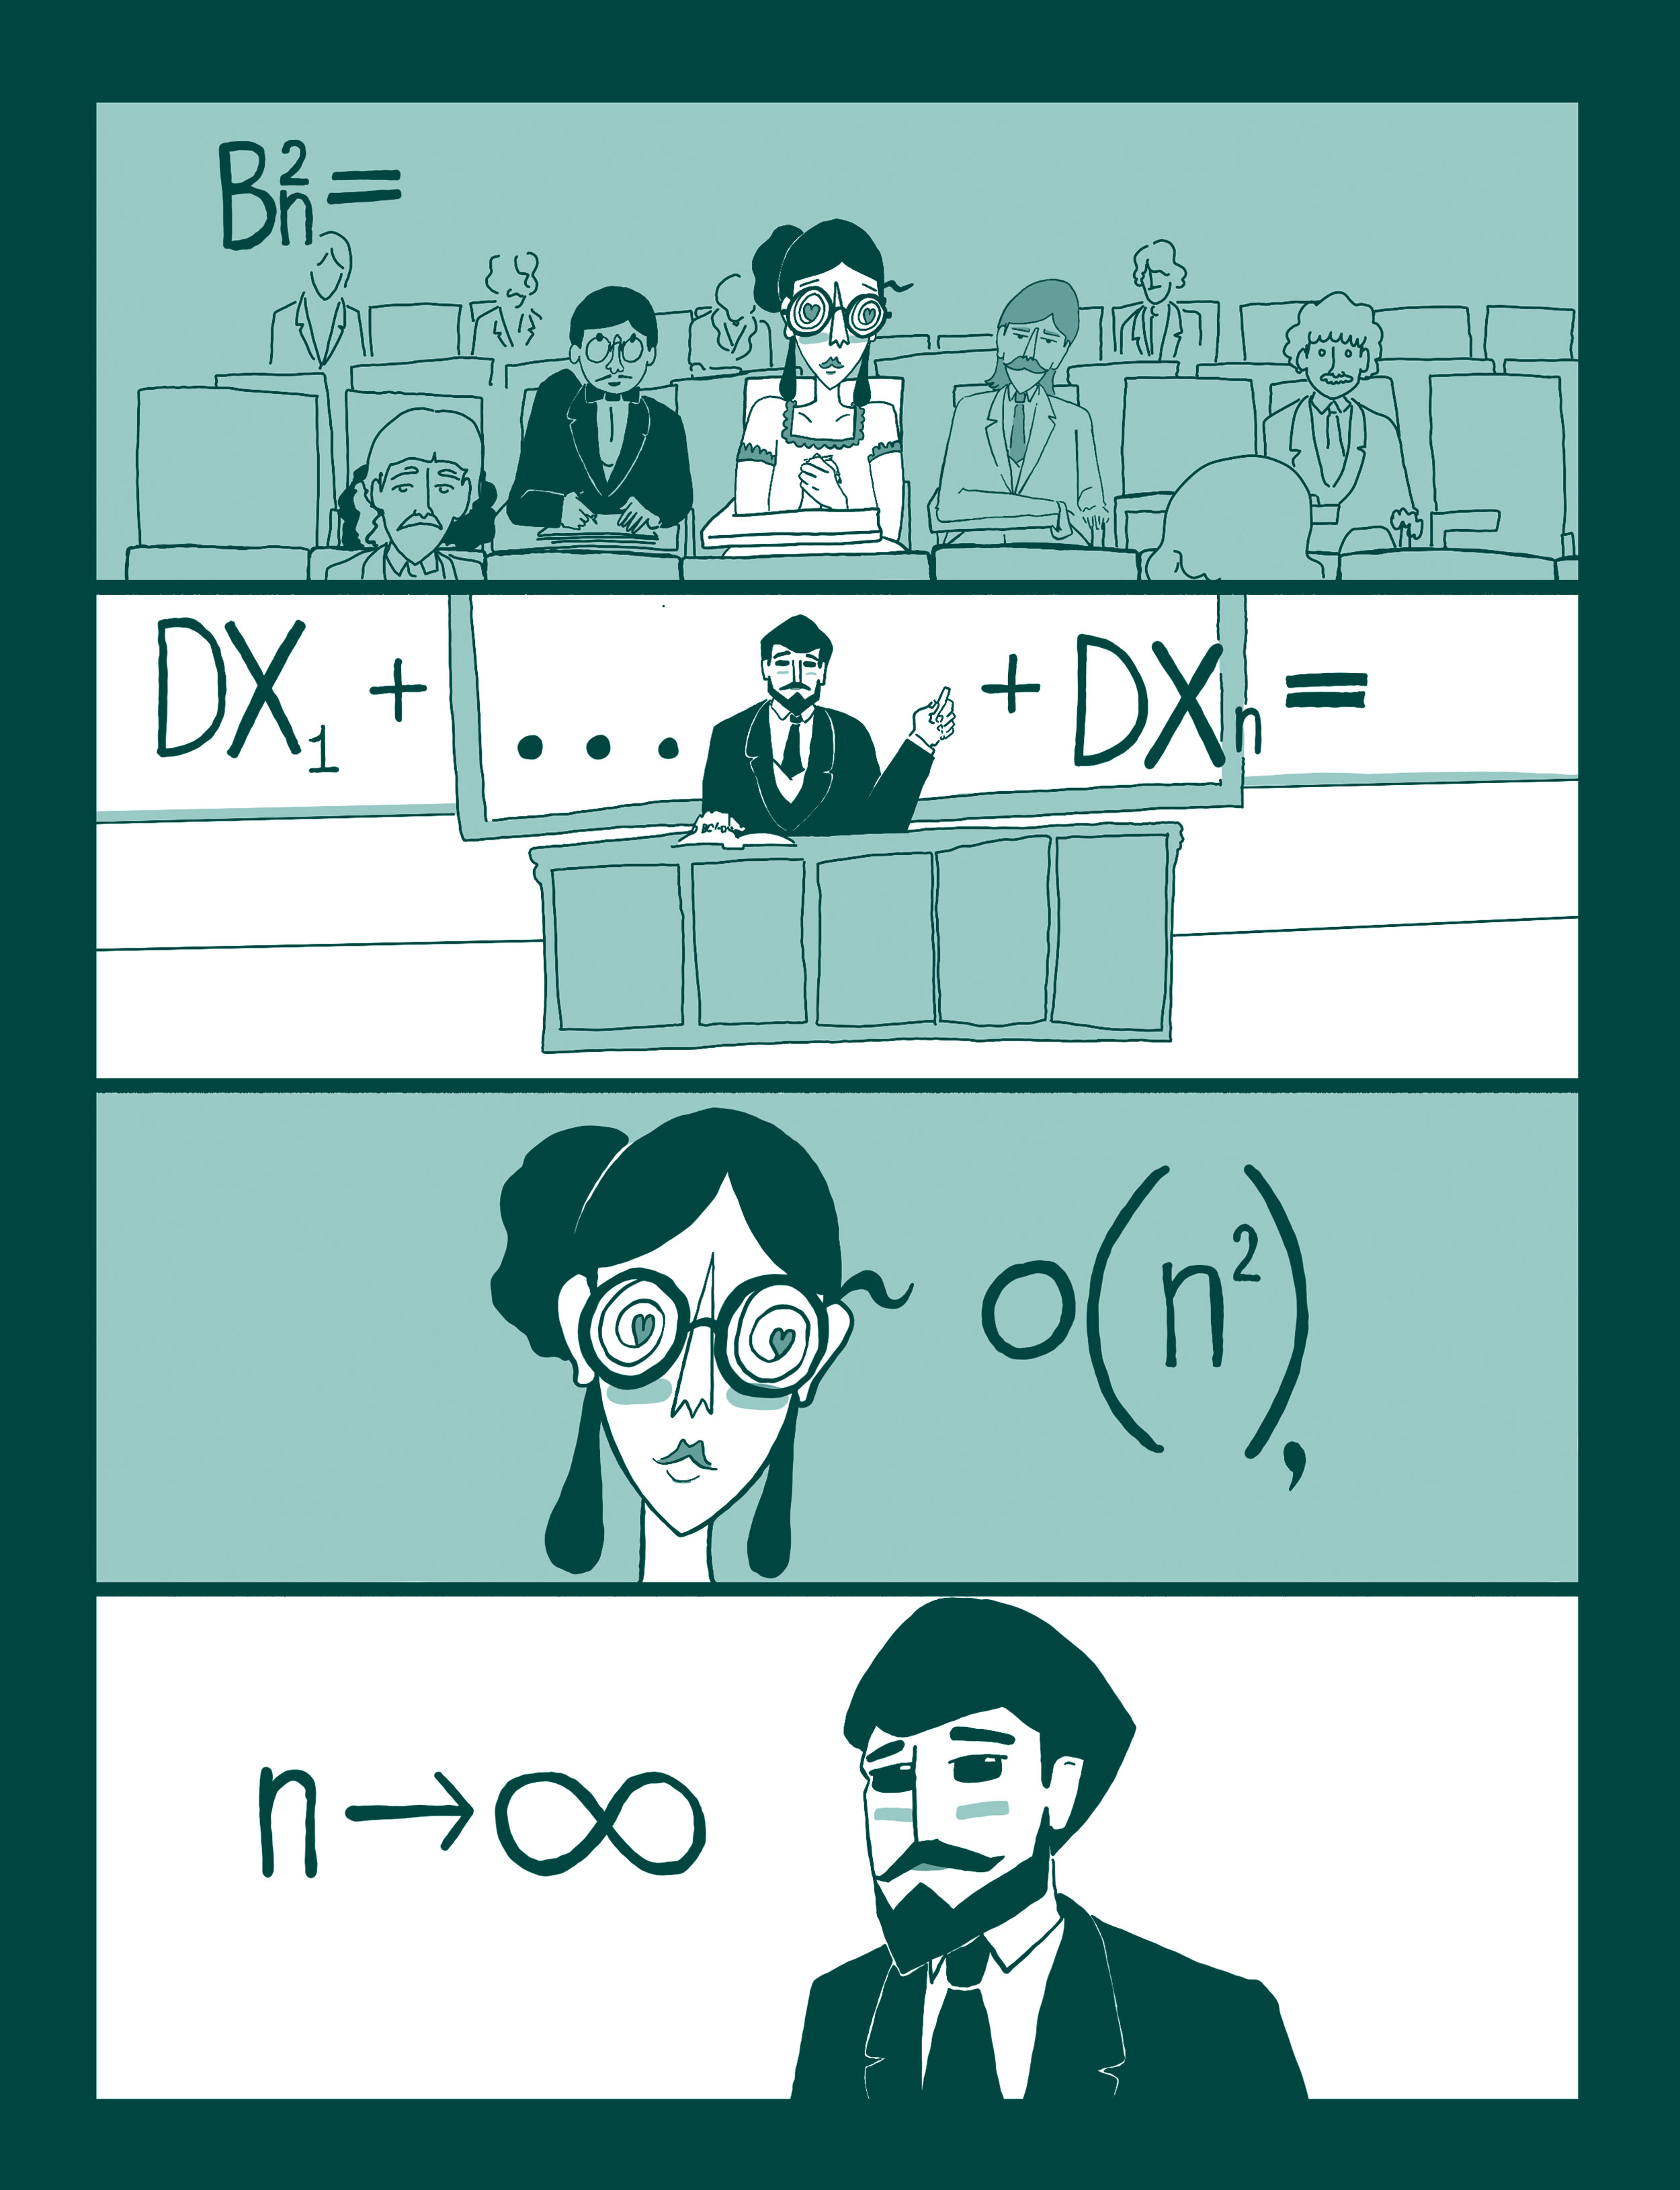 B²ₙ=
DX₁ + ... + DXₙ =
o(n²),
n→∞